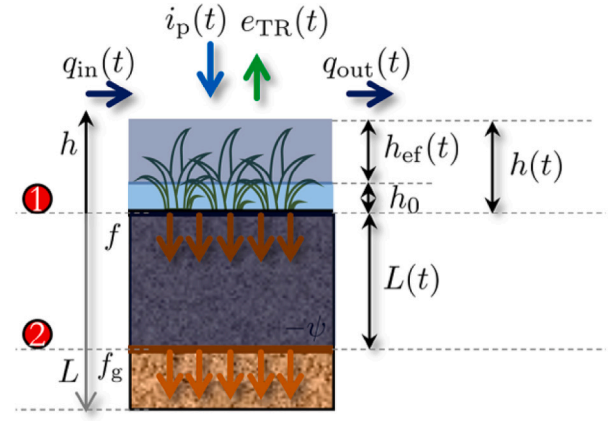 i_p(t) e_TR(t)
q_in(t) q_out(t)
h
h_ef(t)
h(t)
1
h_0
f
L(t)
−ψ
2
L
f_g